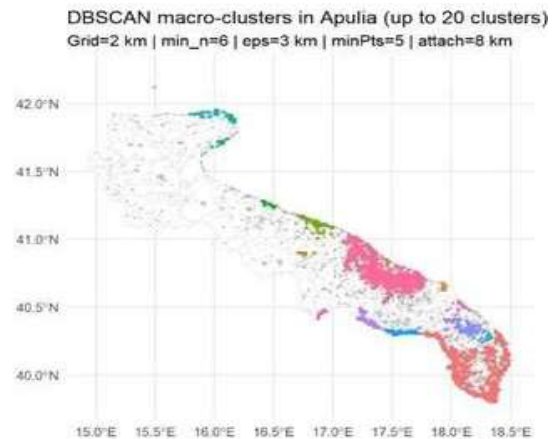 DBSCAN macro-clusters in Apulia (up to 20 clusters)
Grid=2 km | min_n=6 | eps=3 km | minPts=5 | attach=8 km
42.0°N
41.5°N
41.0°N
40.5°N
40.0°N
15.0°E 15.5°E 16.0°E 16.5°E 17.0°E 17.5°E 18.0°E 18.5°E